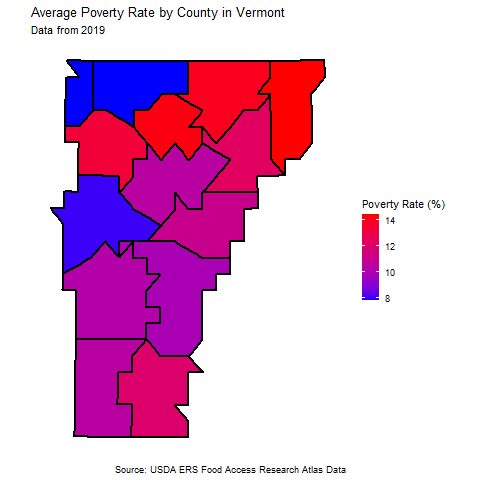 Average Poverty Rate by County in Vermont
Data from 2019
Poverty Rate (%)
14
12
10
8
Source: USDA ERS Food Access Research Atlas Data